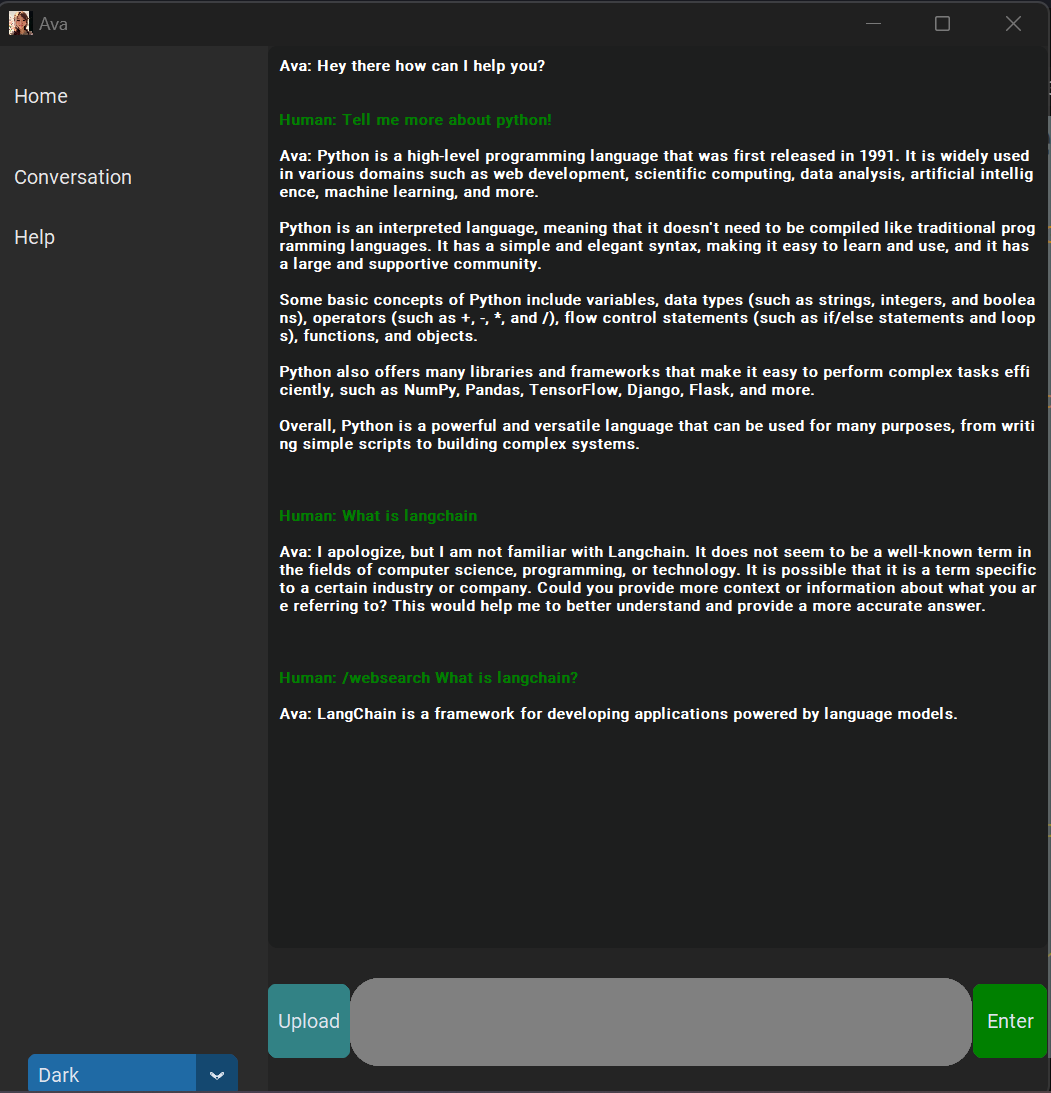 Ava
Home
Conversation
Help
Ava: Hey there how can I help you?
Human: Tell me more about python!
Ava: Python is a high-level programming language that was first released in 1991. It is widely used
in various domains such as web development, scientific computing, data analysis, artificial intellig
ence, machine learning, and more.
Python is an interpreted language, meaning that it doesn't need to be compiled like traditional prog
ramming languages. It has a simple and elegant syntax, making it easy to learn and use, and it has
a large and supportive community.
Some basic concepts of Python include variables, data types (such as strings, integers, and boolea
ns), operators (such as +, -, *, and /), flow control statements (such as if/else statements and loop
s), functions, and objects.
Python also offers many libraries and frameworks that make it easy to perform complex tasks effi
ciently, such as NumPy, Pandas, TensorFlow, Django, Flask, and more.
Overall, Python is a powerful and versatile language that can be used for many purposes, from writi
ng simple scripts to building complex systems.
Human: What is langchain
Ava: I apologize, but I am not familiar with Langchain. It does not seem to be a well-known term in
the fields of computer science, programming, or technology. It is possible that it is a term specific
to a certain industry or company. Could you provide more context or information about what you ar
e referring to? This would help me to better understand and provide a more accurate answer.
Human: /websearch What is langchain?
Ava: LangChain is a framework for developing applications powered by language models.
Upload
Enter
Dark